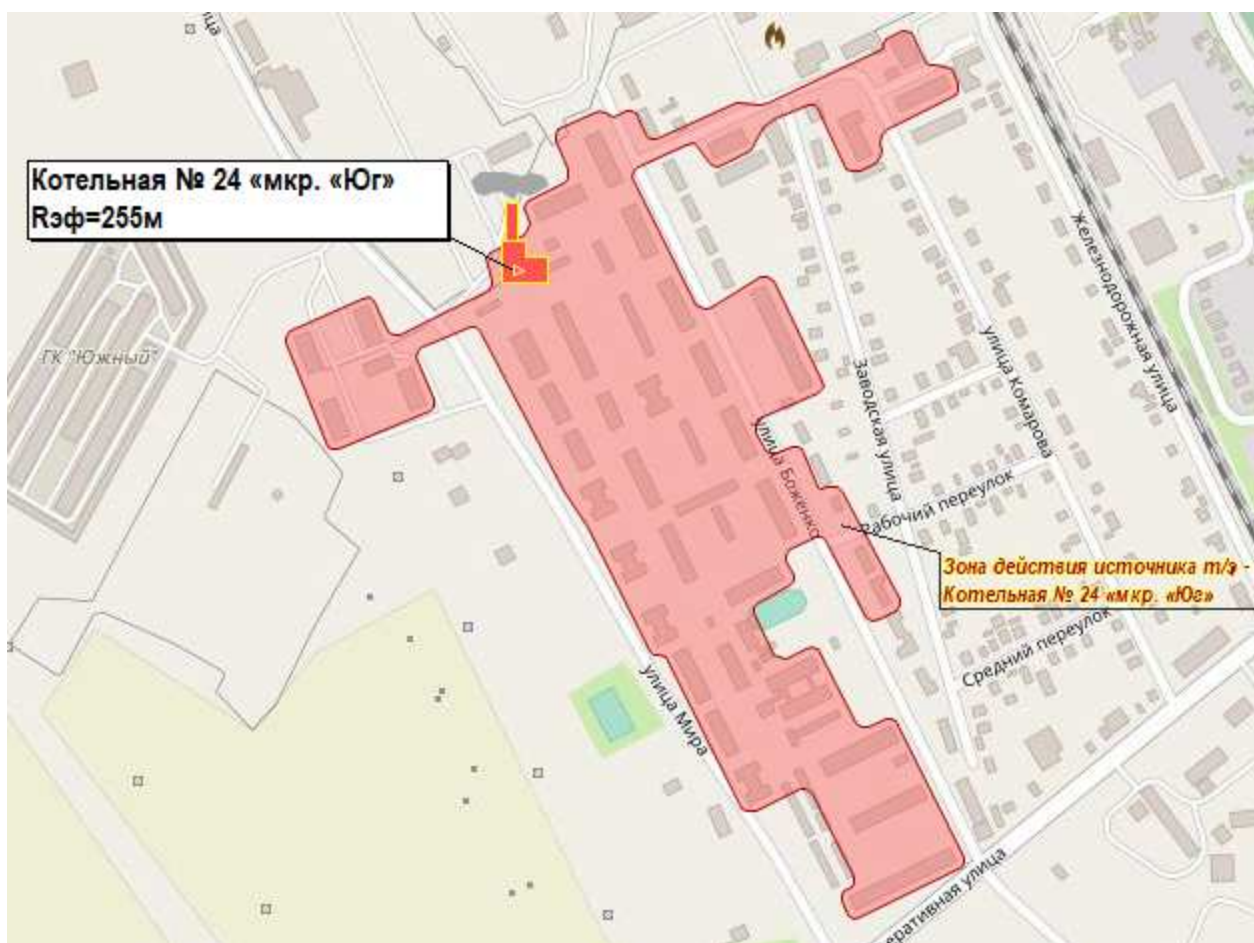 улица
Котельная № 24 «мкр. «Юг»
Rэф=255м
Железнодорожная улица
ГК "Южный"
улица Комарова
Заводская улица
улица Боженко
Рабочий переулок
Зона действия источника т/э -
Котельная № 24 «мкр. «Юг»
Средний переулок
улица Мира
еративная улица